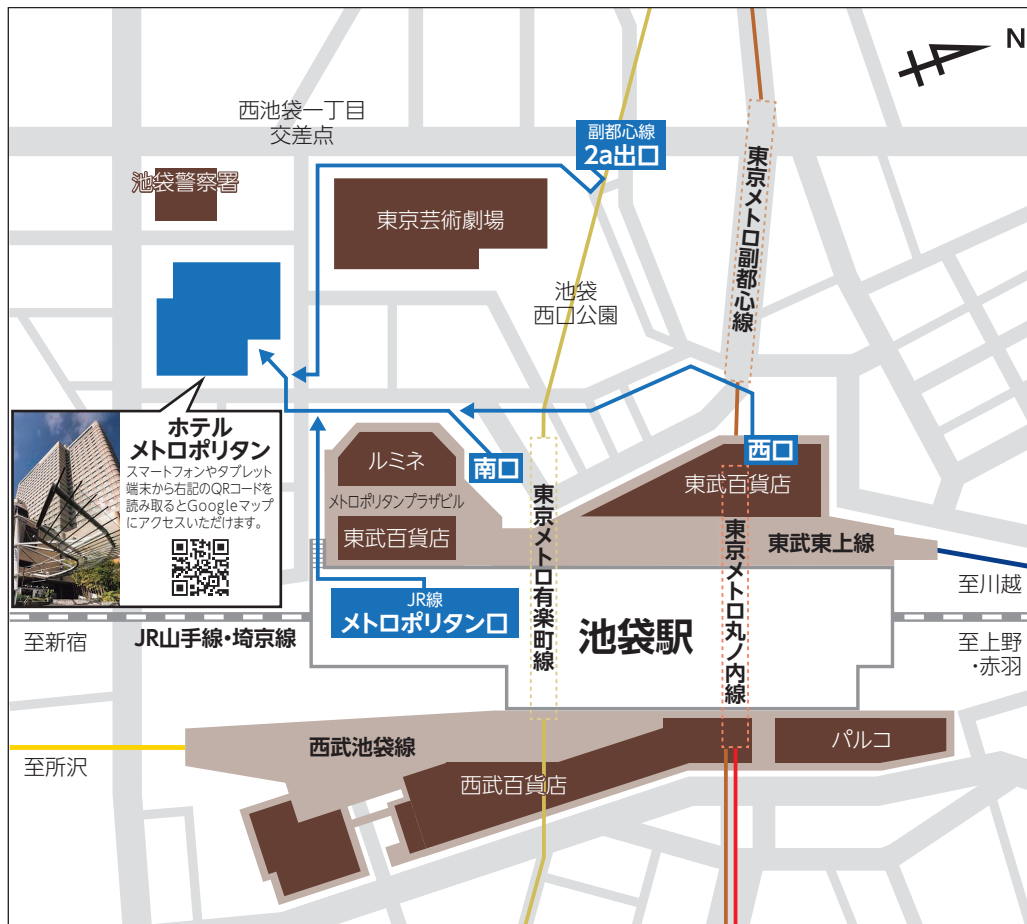 N
西池袋一丁目
交差点
副都心線
2a出口
池袋警察署
東京芸術劇場
東京メトロ副都心線
池袋
西口公園
ホテル
メトロポリタン
スマートフォンやタブレット
端末から右記のQRコードを
読み取るとGoogleマップ
にアクセスいただけます。
ルミネ
メトロポリタンプラザビル
東武百貨店
南口
西口
東武百貨店
東京メトロ有楽町線
東京メトロ丸ノ内線
東武東上線
至川越
JR線
メトロポリタン口
池袋駅
至新宿
JR山手線・埼京線
至上野
・赤羽
西武池袋線
至所沢
西武百貨店
パルコ